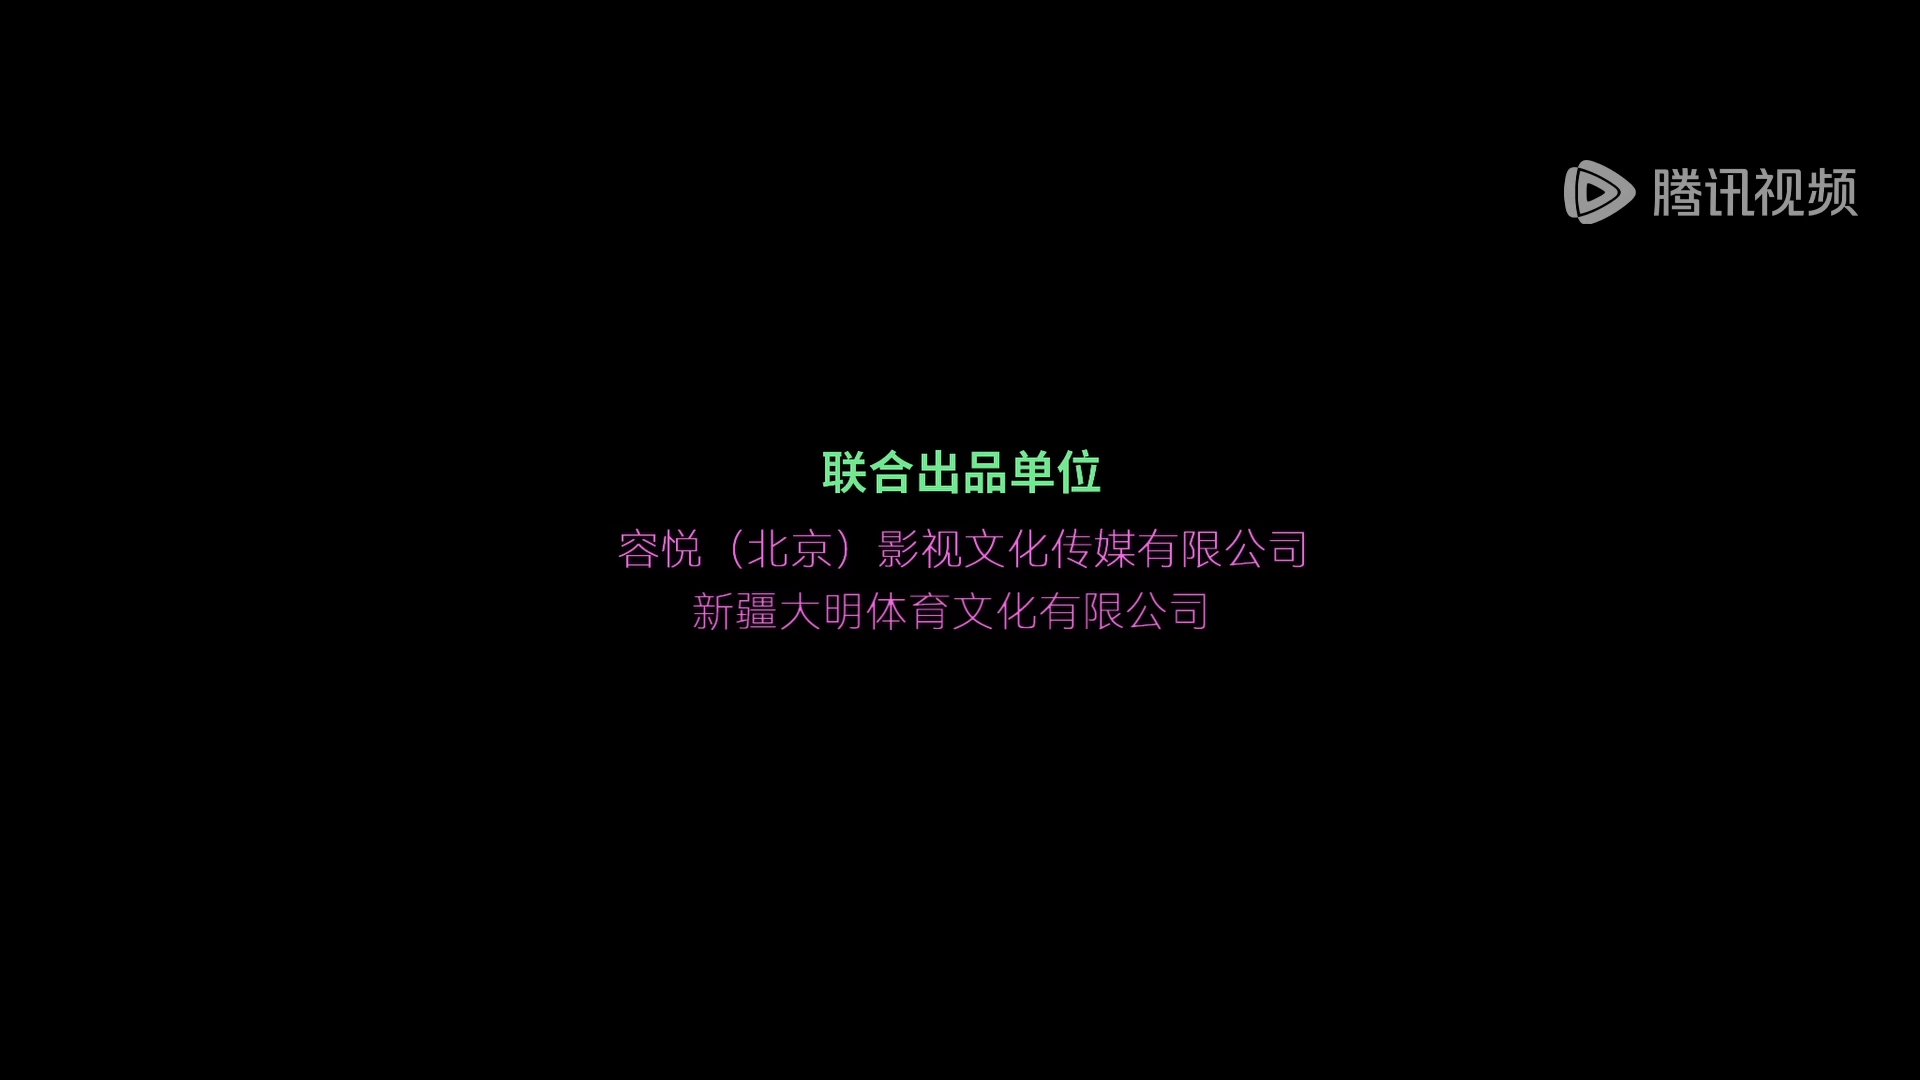 腾讯视频
联合出品单位
容悦（北京）影视文化传媒有限公司
新疆大明体育文化有限公司